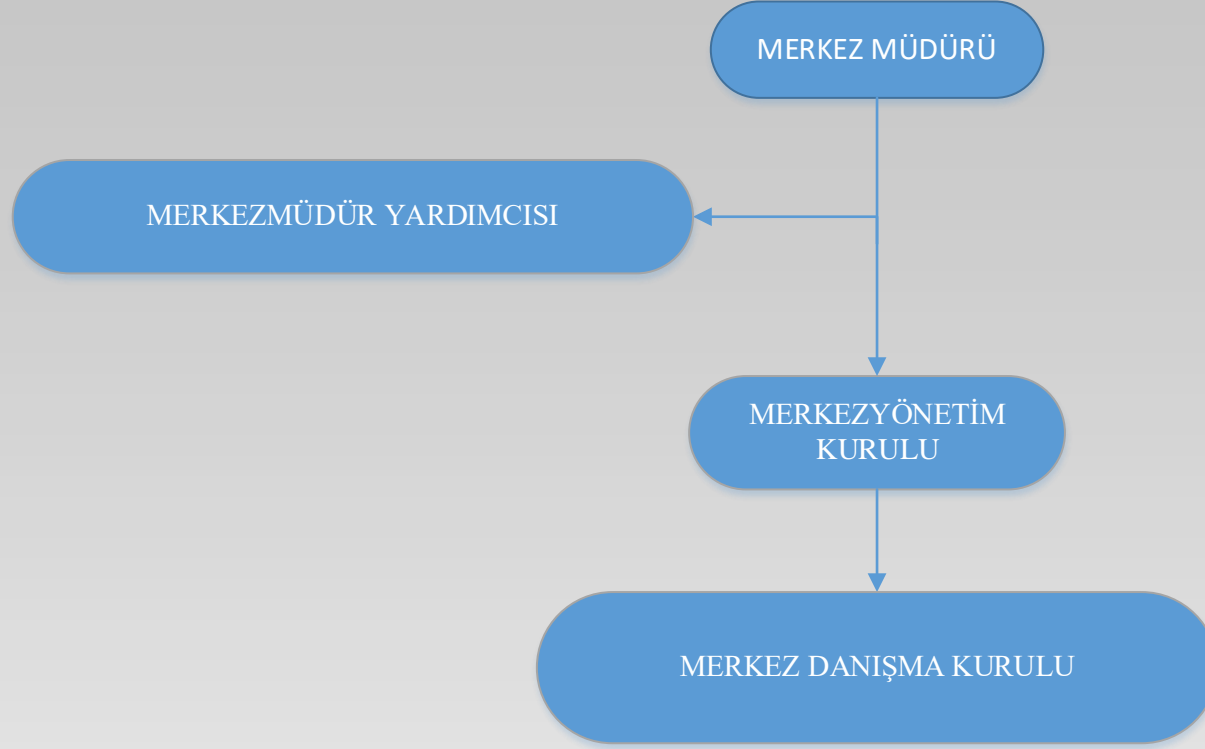 MERKEZ MÜDÜRÜ
MERKEZMÜDÜR YARDIMCISI
MERKEZYÖNETİM
KURULU
MERKEZ DANIŞMA KURULU